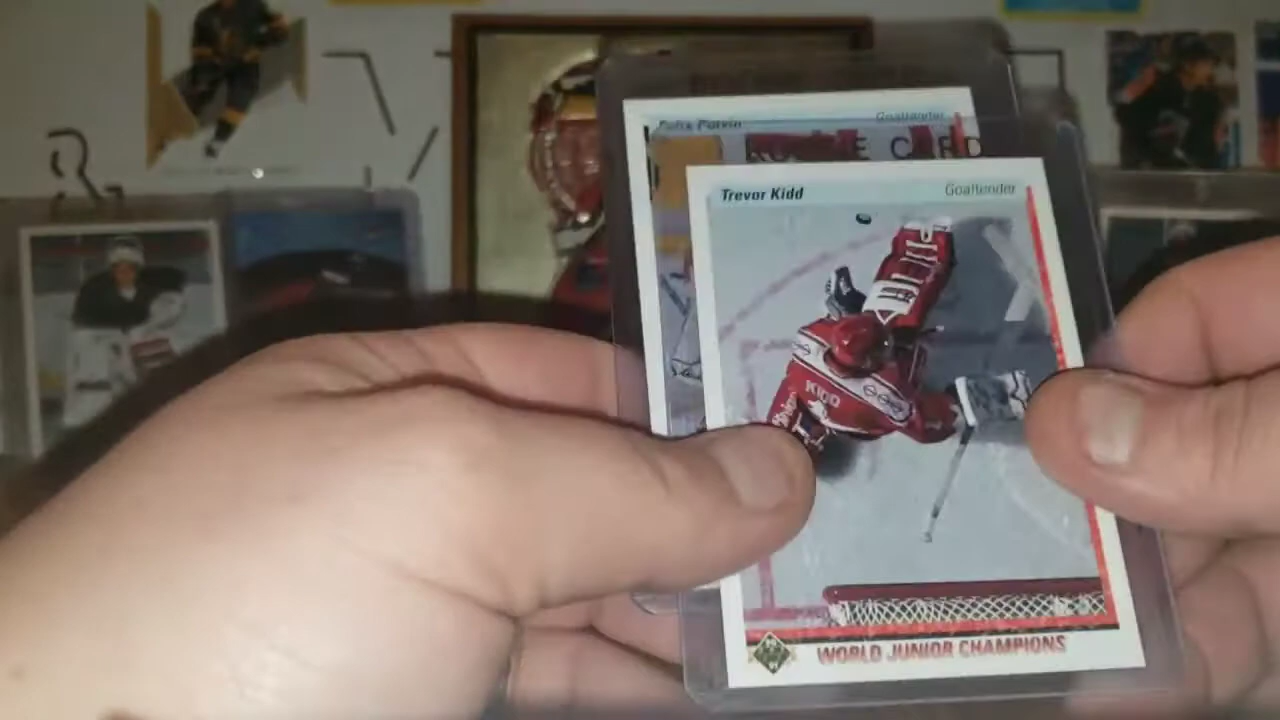 Felix Potvin Goaltender
ROOKIE CARD
Trevor Kidd Goaltender
KIDD
WORLD JUNIOR CHAMPIONS